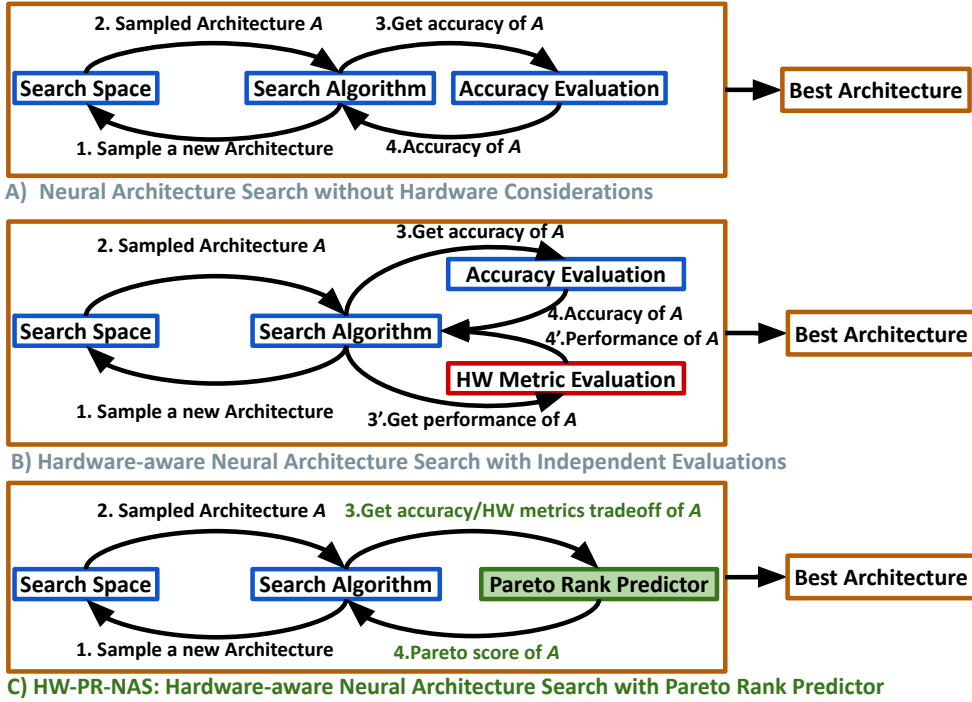 2. Sampled Architecture A
3.Get accuracy of A
Search Space
Search Algorithm
Accuracy Evaluation
Best Architecture
1. Sample a new Architecture
4.Accuracy of A
A) Neural Architecture Search without Hardware Considerations
2. Sampled Architecture A
3.Get accuracy of A
Accuracy Evaluation
4.Accuracy of A
Search Space
Search Algorithm
4'.Performance of A
Best Architecture
HW Metric Evaluation
1. Sample a new Architecture
3'.Get performance of A
B) Hardware-aware Neural Architecture Search with Independent Evaluations
2. Sampled Architecture A
3.Get accuracy/HW metrics tradeoff of A
Search Space
Search Algorithm
Pareto Rank Predictor
Best Architecture
1. Sample a new Architecture
4.Pareto score of A
C) HW-PR-NAS: Hardware-aware Neural Architecture Search with Pareto Rank Predictor